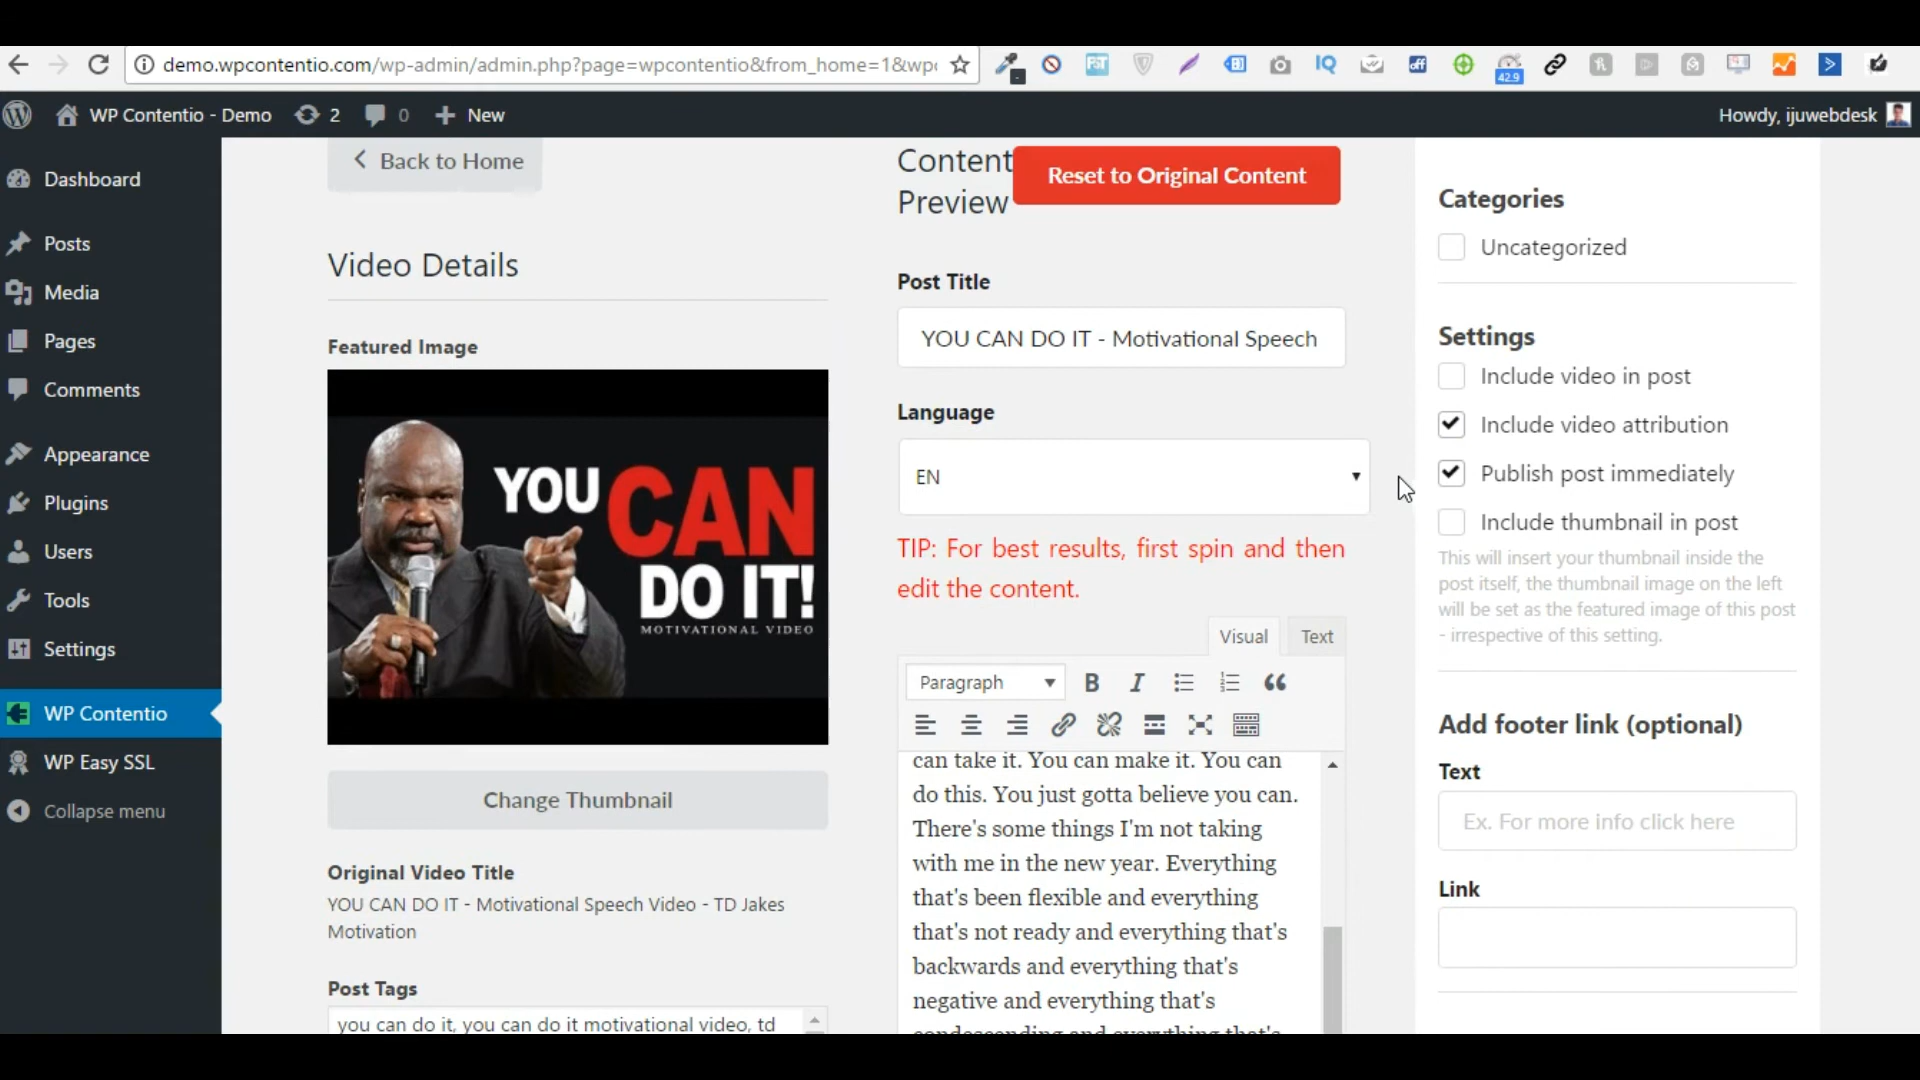 demo.wpcontentio.com/wp-admin/admin.php?page=wpcontentio&from_home=1&wpc
FST
IQ
off
42.9
WP Contentio - Demo
2
0
New
Howdy, ijuwebdesk
Dashboard
Posts
Media
Pages
Comments
Appearance
Plugins
Users
Tools
Settings
WP Contentio
WP Easy SSL
Collapse menu
Back to Home
Video Details
Featured Image
YOU CAN
DO IT!
MOTIVATIONAL VIDEO
Change Thumbnail
Original Video Title
YOU CAN DO IT - Motivational Speech Video - TD Jakes
Motivation
Post Tags
you can do it, you can do it motivational video, td
Content
Preview
Reset to Original Content
Post Title
YOU CAN DO IT - Motivational Speech
Language
EN
TIP: For best results, first spin and then
edit the content.
Visual
Text
Paragraph
can take it. You can make it. You can
do this. You just gotta believe you can.
There's some things I'm not taking
with me in the new year. Everything
that's been flexible and everything
that's not ready and everything that's
backwards and everything that's
negative and everything that's
condescending and everything that's
Categories
Uncategorized
Settings
Include video in post
Include video attribution
Publish post immediately
Include thumbnail in post
This will insert your thumbnail inside the
post itself, the thumbnail image on the left
will be set as the featured image of this post
- irrespective of this setting.
Add footer link (optional)
Text
Ex. For more info click here
Link